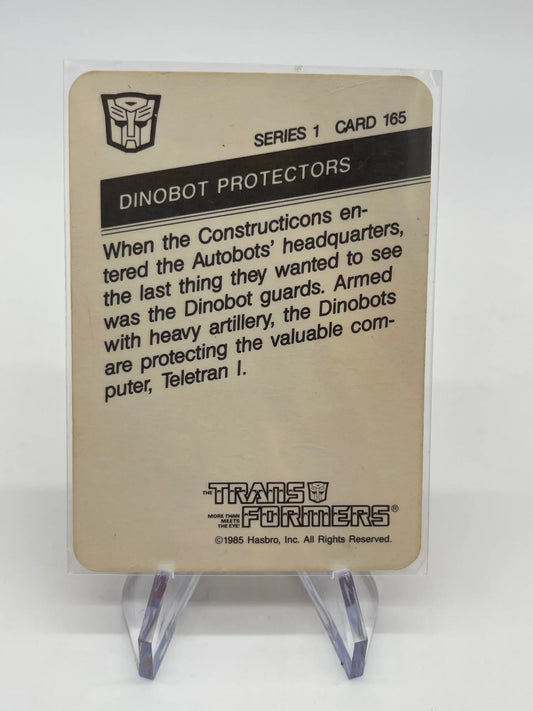 SERIES 1 CARD 165
DINOBOT PROTECTORS
When the Constructicons en-
tered the Autobots' headquarters,
the last thing they wanted to see
was the Dinobot guards. Armed
with heavy artillery, the Dinobots
are protecting the valuable com-
puter, Teletran I.
THE TRANS
MORE THAN
MEETS
THE EYE!
FORMERS®
©1985 Hasbro, Inc. All Rights Reserved.